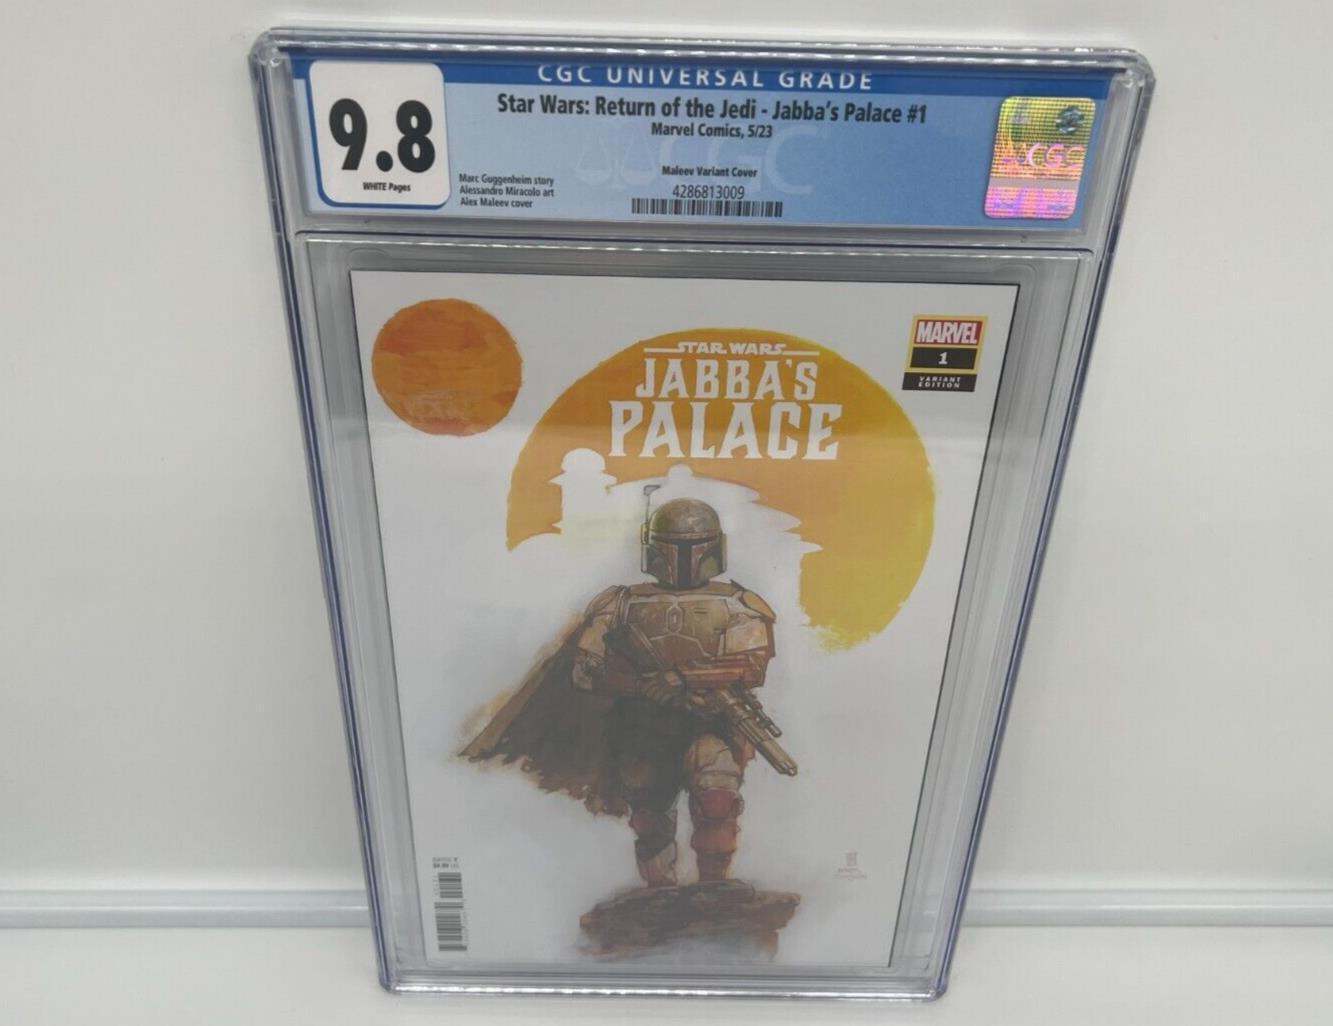 CGC UNIVERSAL GRADE
9.8
WHITE Pages
Star Wars: Return of the Jedi - Jabba's Palace #1
Marvel Comics, 5/23
Marc Guggenheim story
Alessandro Miracolo art
Alex Maleev cover
Maleev Variant Cover
4286813009
CGC
CGC
MARVEL
1
VARIANT
EDITION
STAR WARS
JABBA'S
PALACE